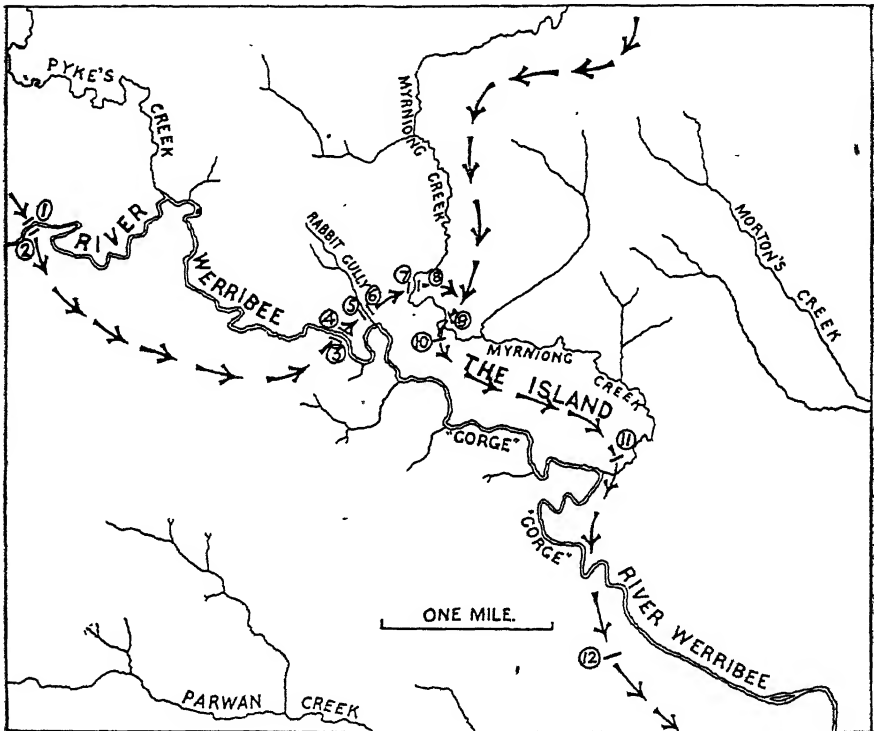 PYKE'S
CREEK
MYRNIONG
CREEK
MORTON'S
CREEK
①
②
RIVER
WERRIBEE
RABBIT GULLY
③
④
⑤
⑥
⑦
⑧
⑨
⑩
MYRNIONG
CREEK
THE ISLAND
⑪
"GORGE"
"GORGE"
RIVER WERRIBEE
ONE MILE.
⑫
PARWAN CREEK